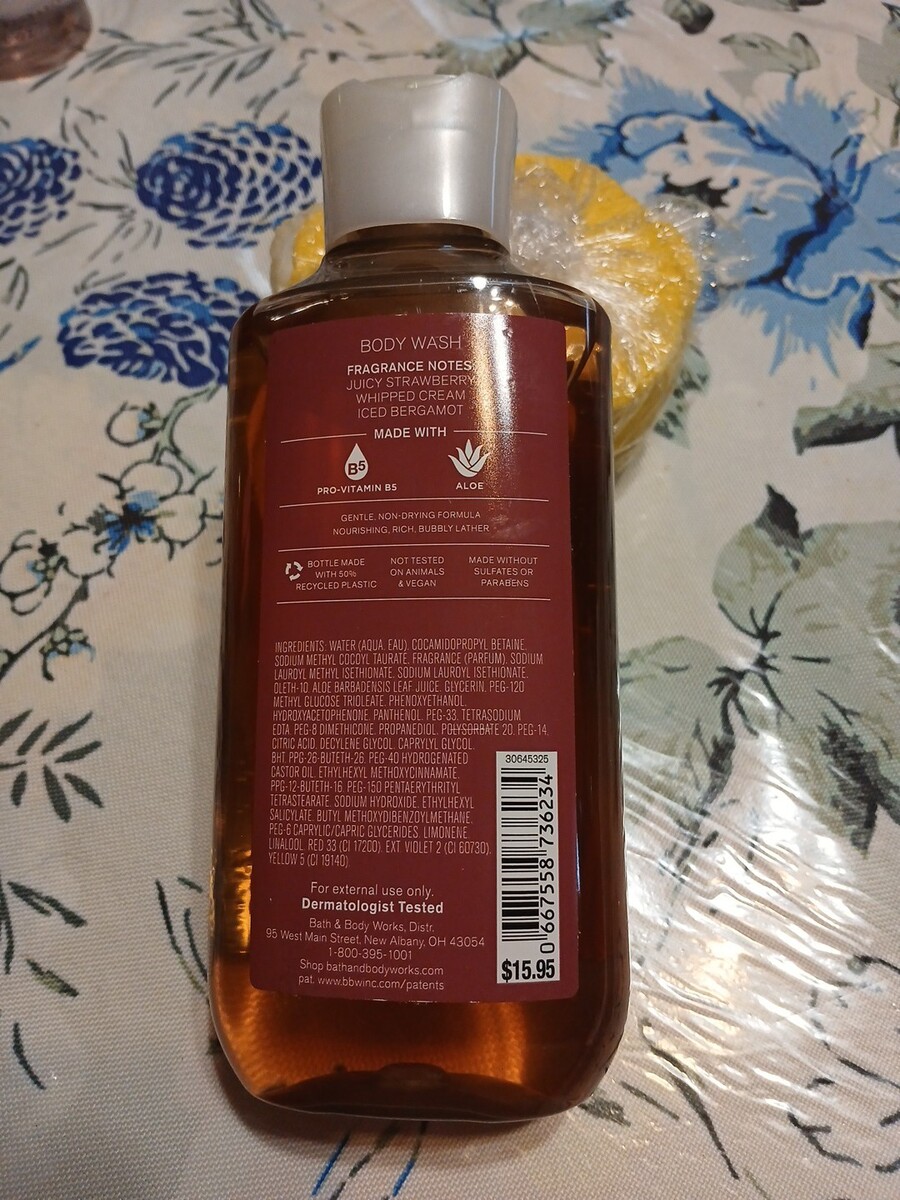 BODY WASH
FRAGRANCE NOTES:
JUICY STRAWBERRY
WHIPPED CREAM
ICED BERGAMOT
MADE WITH
B5
PRO-VITAMIN B5
ALOE
GENTLE, NON-DRYING FORMULA
NOURISHING, RICH, BUBBLY LATHER
BOTTLE MADE
WITH 50%
RECYCLED PLASTIC
NOT TESTED
ON ANIMALS
& VEGAN
MADE WITHOUT
SULFATES OR
PARABENS
INGREDIENTS: WATER (AQUA, EAU), COCAMIDOPROPYL BETAINE,
SODIUM METHYL COCOYL TAURATE, FRAGRANCE (PARFUM), SODIUM
LAUROYL METHYL ISETHIONATE, SODIUM LAUROYL ISETHIONATE,
OLETH-10, ALOE BARBADENSIS LEAF JUICE, GLYCERIN, PEG-120
METHYL GLUCOSE TRIOLEATE, PHENOXYETHANOL,
HYDROXYACETOPHENONE, PANTHENOL, PEG-33, TETRASODIUM
EDTA, PEG-8 DIMETHICONE, PROPANEDIOL, POLYSORBATE 20, PEG-14,
CITRIC ACID, DECYLENE GLYCOL, CAPRYLYL GLYCOL,
BHT, PPG-26-BUTETH-26, PEG-40 HYDROGENATED
CASTOR OIL, ETHYLHEXYL METHOXYCINNAMATE,
PPG-12-BUTETH-16, PEG-150 PENTAERYTHRITYL
TETRASTEARATE, SODIUM HYDROXIDE, ETHYLHEXYL
SALICYLATE, BUTYL METHOXYDIBENZOYLMETHANE,
PEG-6 CAPRYLIC/CAPRIC GLYCERIDES, LIMONENE,
LINALOOL, RED 33 (CI 17200), EXT. VIOLET 2 (CI 60730),
YELLOW 5 (CI 19140)
30645325
0 667558 736234
$15.95
For external use only.
Dermatologist Tested
Bath & Body Works, Distr.
95 West Main Street, New Albany, OH 43054
1-800-395-1001
Shop bathandbodyworks.com
pat. www.bbwinc.com/patents